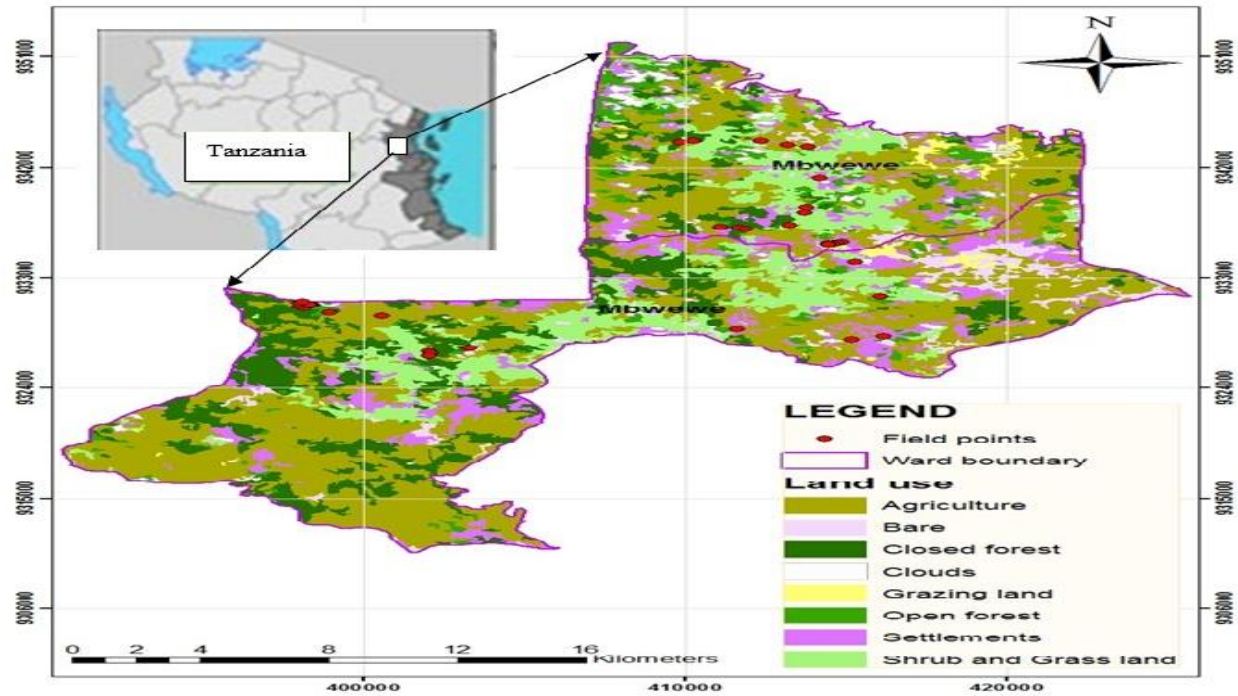 N
Tanzania
Mbwewe
Mbwewe
9351000
9342000
9333000
9324000
9315000
9306000
9351000
9342000
9333000
9324000
9315000
9306000
LEGEND
Field points
Ward boundary
Land use
Agriculture
Bare
Closed forest
Clouds
Grazing land
Open forest
Settlements
Shrub and Grass land
0 2 4 8 12 16
Kilometers
400000 410000 420000